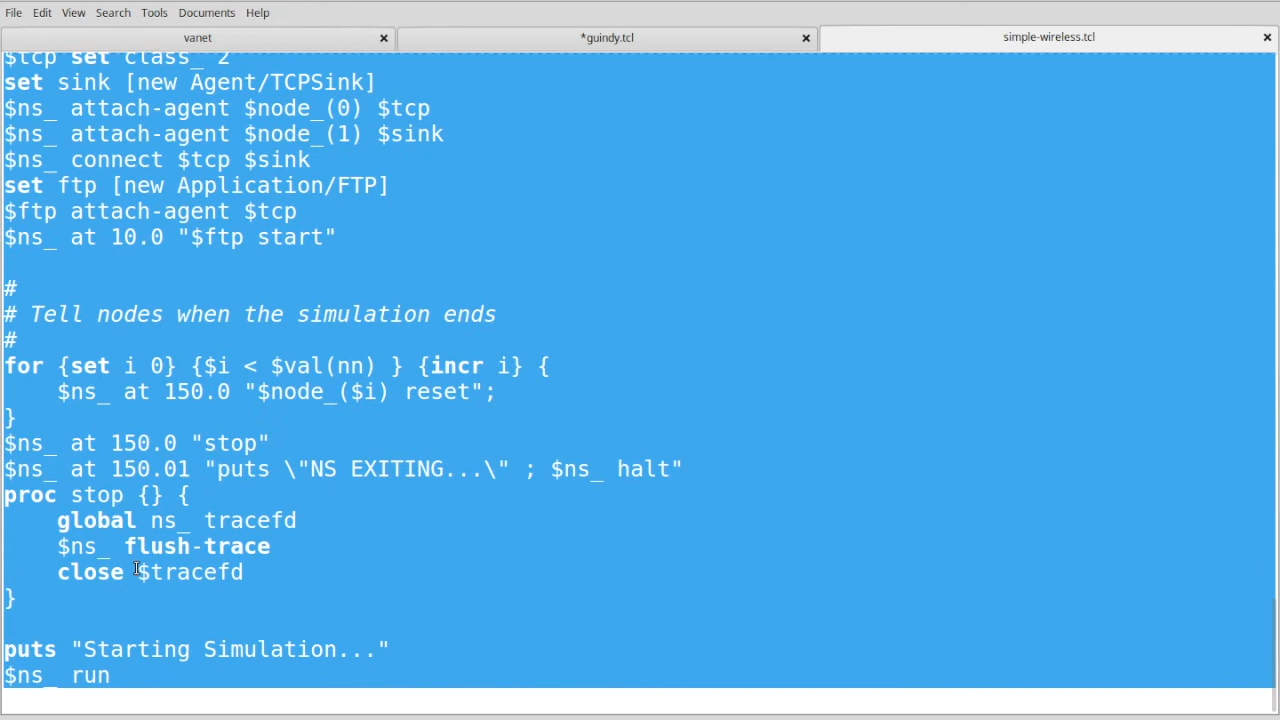 File Edit View Search Tools Documents Help
vanet × *guindy.tcl × simple-wireless.tcl ×
$tcp set class_ 2
set sink [new Agent/TCPSink]
$ns_ attach-agent $node_(0) $tcp
$ns_ attach-agent $node_(1) $sink
$ns_ connect $tcp $sink
set ftp [new Application/FTP]
$ftp attach-agent $tcp
$ns_ at 10.0 "$ftp start"
#
# Tell nodes when the simulation ends
#
for {set i 0} {$i < $val(nn) } {incr i} {
    $ns_ at 150.0 "$node_($i) reset";
}
$ns_ at 150.0 "stop"
$ns_ at 150.01 "puts \"NS EXITING...\" ; $ns_ halt"
proc stop {} {
    global ns_ tracefd
    $ns_ flush-trace
    close $tracefd
}
puts "Starting Simulation..."
$ns_ run